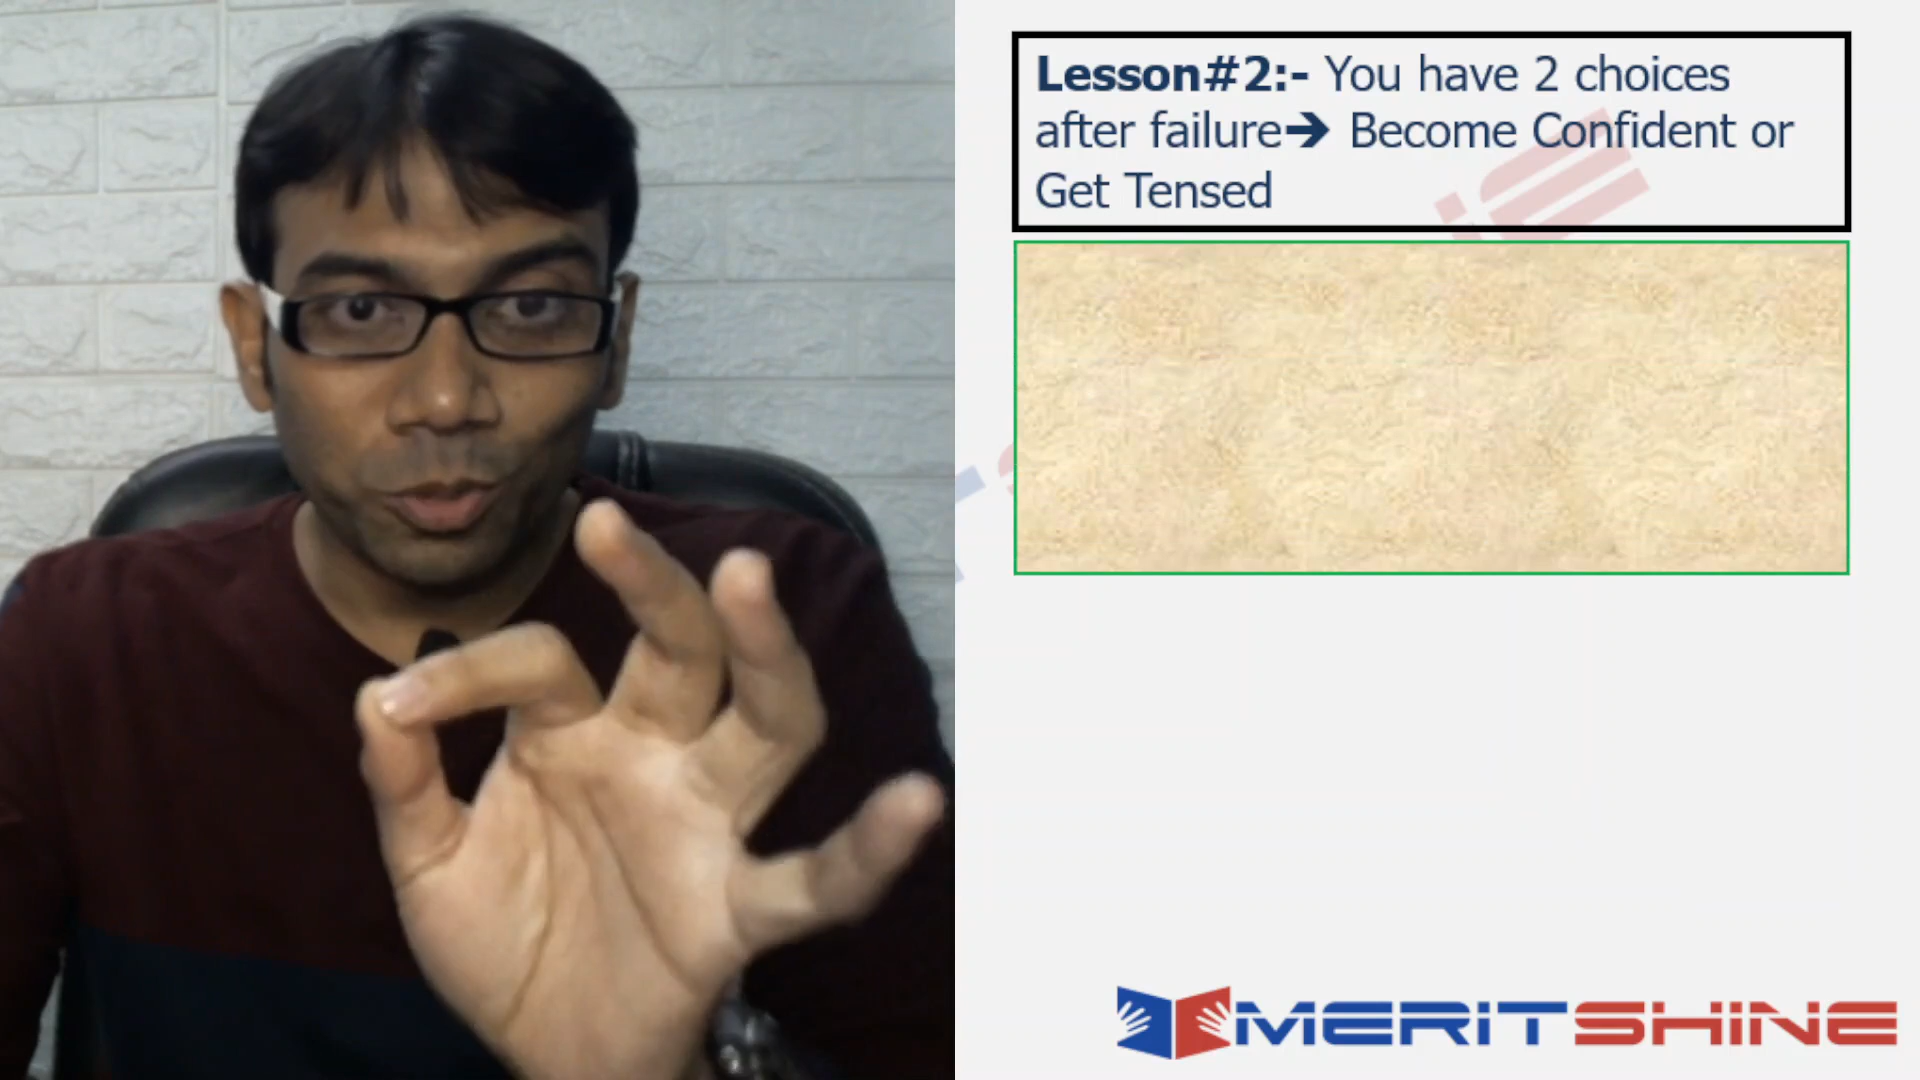 Lesson#2:- You have 2 choices
after failure➔ Become Confident or
Get Tensed
MERITSHINE